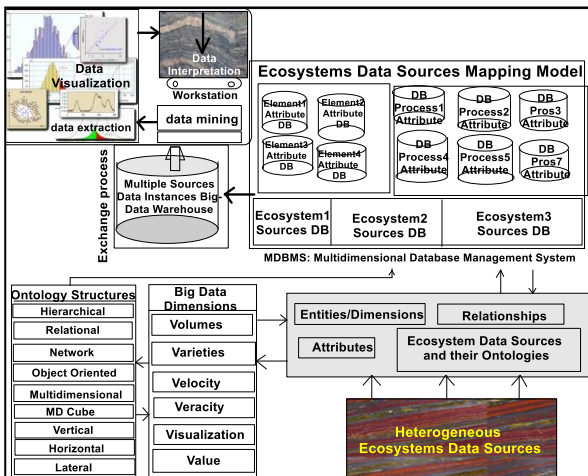 Data
Visualization
data extraction
Data
Interpretation
Workstation
data mining
Exchange process
Multiple Sources
Data Instances Big-
Data Warehouse
Ecosystems Data Sources Mapping Model
Element1
Attribute
DB
Element2
Attribute
DB
Element3
Attribute
DB
Element4
Attribute
DB
DB
Process1
Attribute
DB
Process2
Attribute
DB
Pros3
Attribute
DB
Process4
Attribute
DB
Process5
Attribute
DB
Pros7
Attribute
Ecosystem1
Sources DB
Ecosystem2
Sources DB
Ecosystem3
Sources DB
MDBMS: Multidimensional Database Management System
Ontology Structures
Hierarchical
Relational
Network
Object Oriented
Multidimensional
MD Cube
Vertical
Horizontal
Lateral
Big Data
Dimensions
Volumes
Varieties
Velocity
Veracity
Visualization
Value
Entities/Dimensions
Relationships
Attributes
Ecosystem Data Sources
and their Ontologies
Heterogeneous
Ecosystems Data Sources